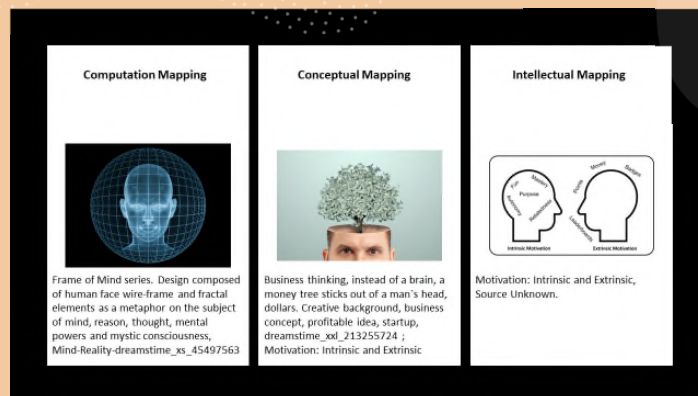 Computation Mapping
Frame of Mind series. Design composed
of human face wire-frame and fractal
elements as a metaphor on the subject
of mind, reason, thought, mental
powers and mystic consciousness,
Mind-Reality-dreamstime_xs_45497563
Conceptual Mapping
Business thinking, instead of a brain, a
money tree sticks out of a man`s head,
dollars. Creative background, business
concept, profitable idea, startup,
dreamstime_xxl_213255724 ;
Motivation: Intrinsic and Extrinsic
Intellectual Mapping
Fun
Mastery
Purpose
Autonomy
Relatedness
Intrinsic Motivation
Money
Badges
Points
Leaderboards
Extrinsic Motivation
Motivation: Intrinsic and Extrinsic,
Source Unknown.